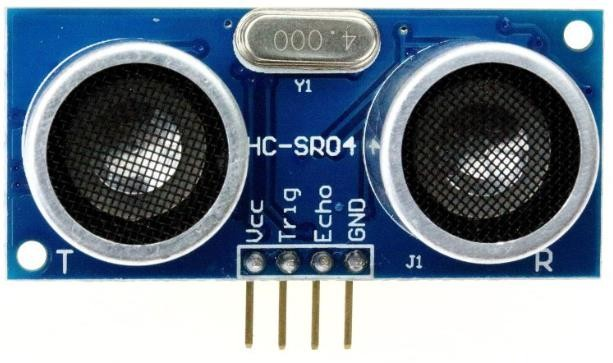 4.000
Y1
HC-SR04
Vcc
Trig
Echo
GND
J1
T
R